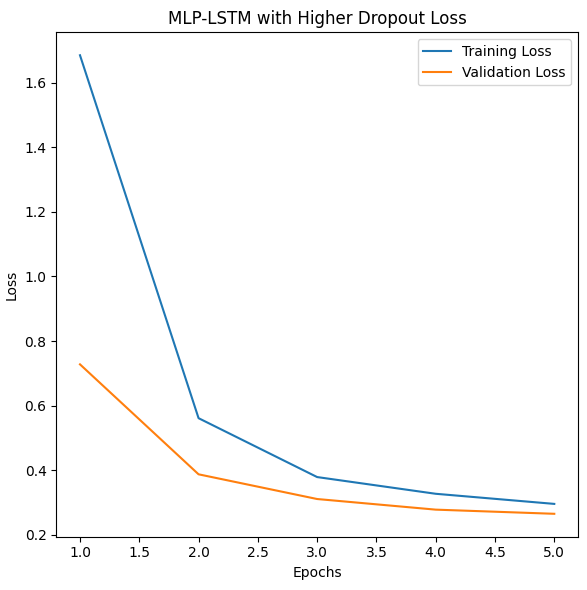 MLP-LSTM with Higher Dropout Loss
Training Loss
Validation Loss
1.6
1.4
1.2
1.0
0.8
0.6
0.4
0.2
Loss
1.0 1.5 2.0 2.5 3.0 3.5 4.0 4.5 5.0
Epochs